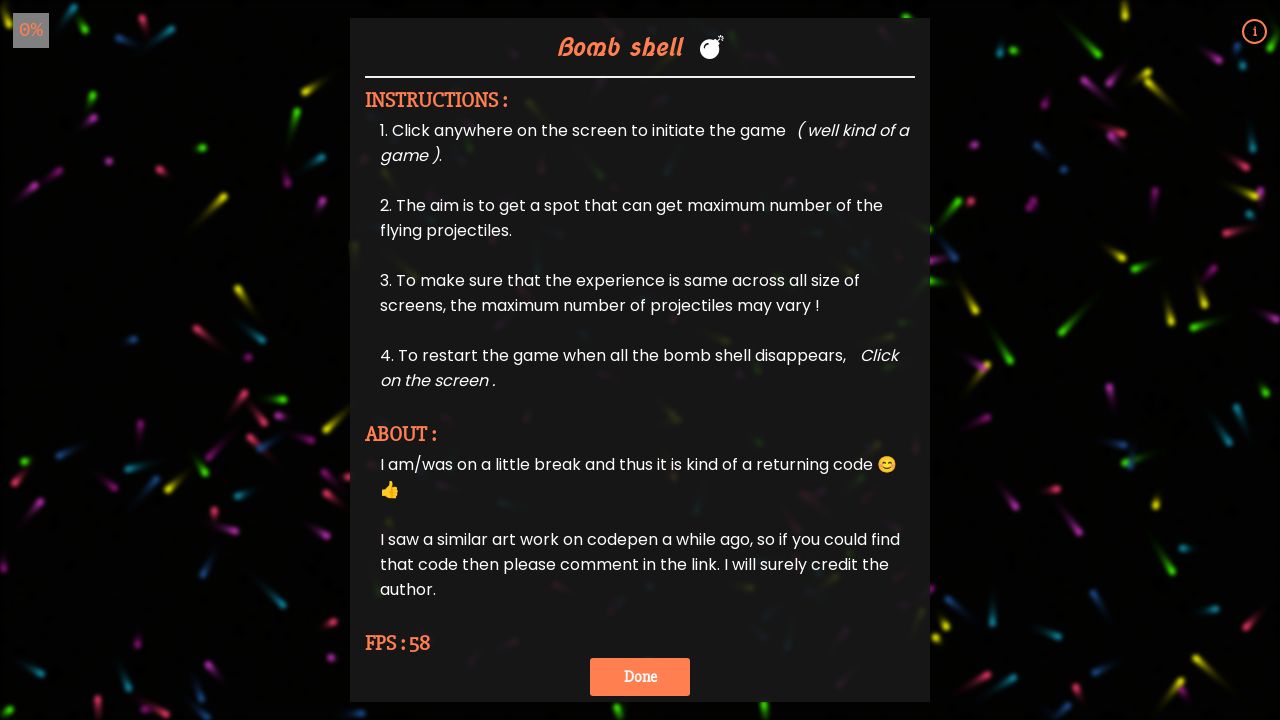 0%
i
Bomb shell 💣
INSTRUCTIONS :
1. Click anywhere on the screen to initiate the game ( well kind of a
game ).
2. The aim is to get a spot that can get maximum number of the
flying projectiles.
3. To make sure that the experience is same across all size of
screens, the maximum number of projectiles may vary !
4. To restart the game when all the bomb shell disappears, Click
on the screen .
ABOUT :
I am/was on a little break and thus it is kind of a returning code 😊
👍
I saw a similar art work on codepen a while ago, so if you could find
that code then please comment in the link. I will surely credit the
author.
FPS : 58
Done